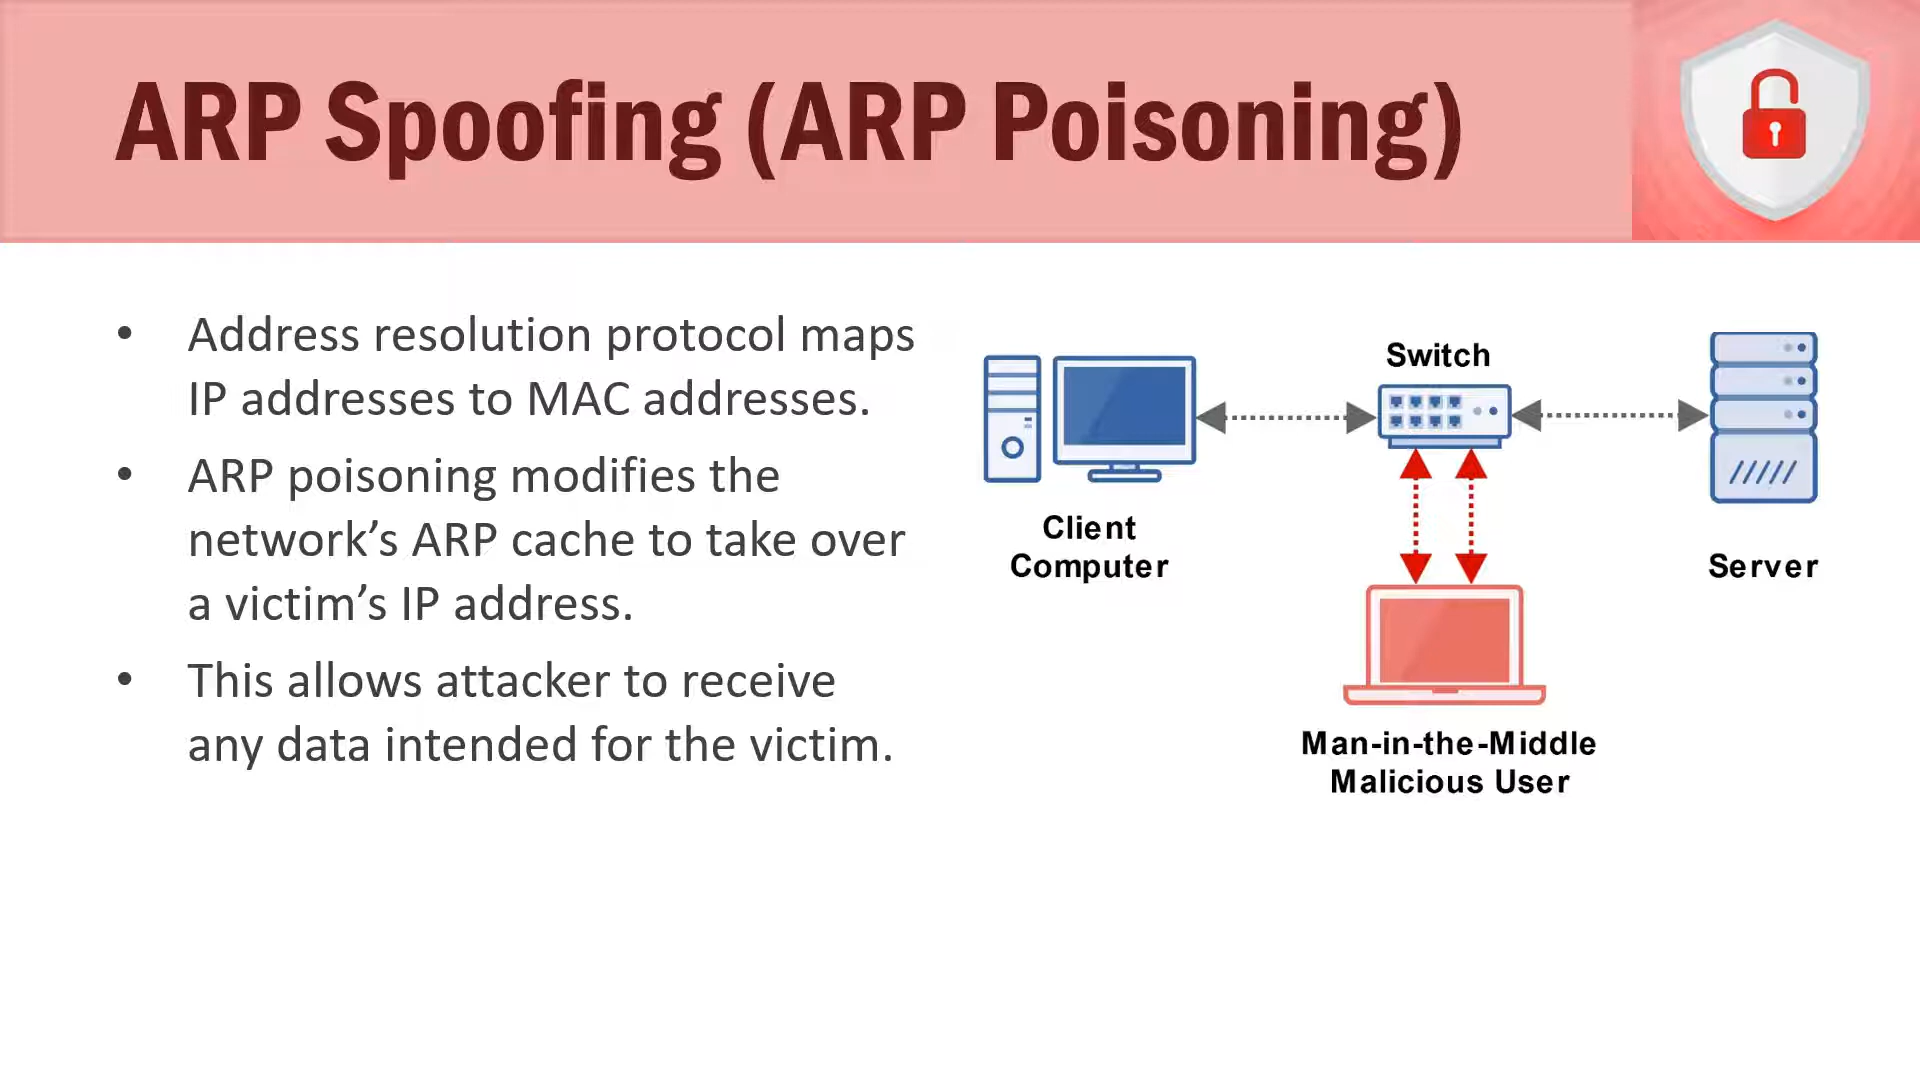 ARP Spoofing (ARP Poisoning)
• Address resolution protocol maps
IP addresses to MAC addresses.
• ARP poisoning modifies the
network’s ARP cache to take over
a victim’s IP address.
• This allows attacker to receive
any data intended for the victim.
Switch
Client
Computer
Server
Man-in-the-Middle
Malicious User